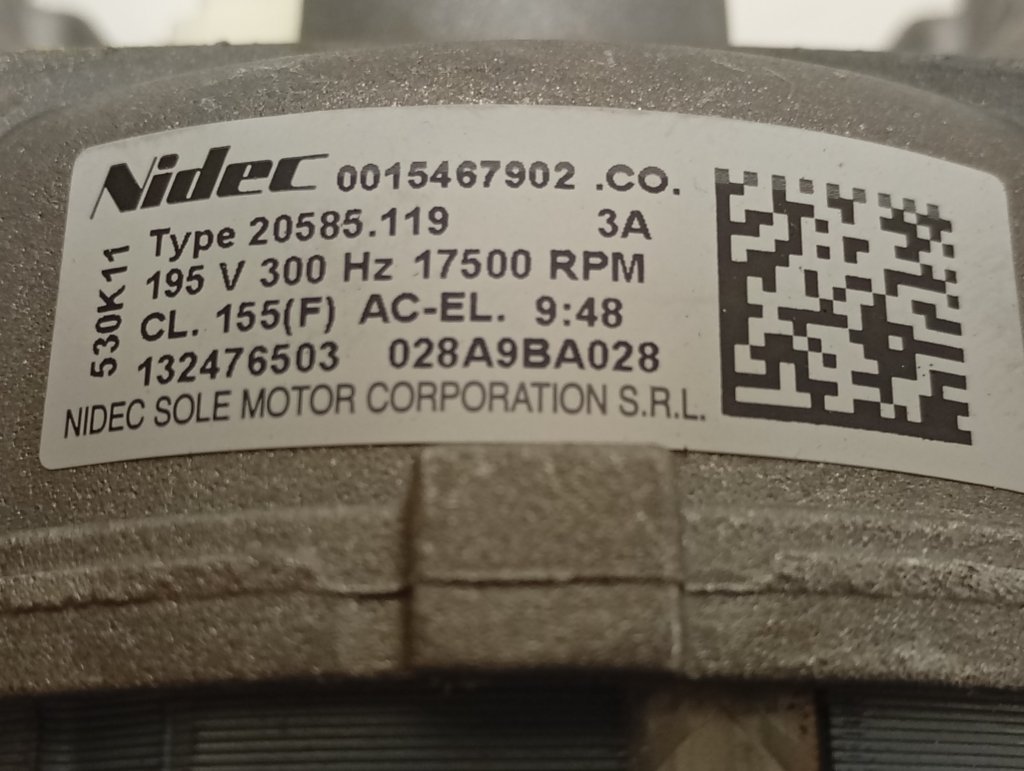 Nidec 0015467902 .CO.
Type 20585.119 3A
195 V 300 Hz 17500 RPM
CL. 155(F) AC-EL. 9:48
132476503 028A9BA028
NIDEC SOLE MOTOR CORPORATION S.R.L.
530K11